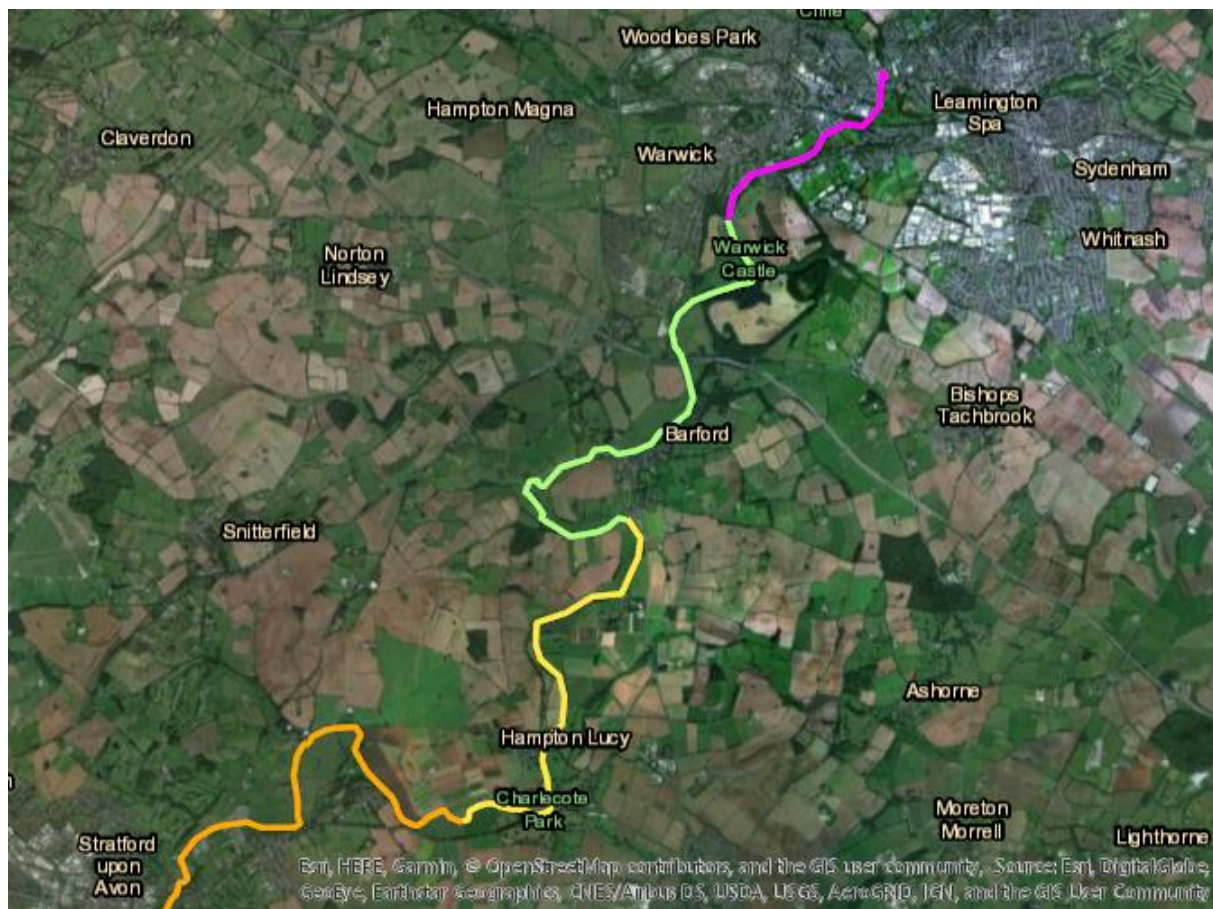 Woodloes Park
Hampton Magna
Leamington
Spa
Claverdon
Warwick
Sydenham
Warwick
Castle
Whitnash
Norton
Lindsey
Bishops
Tachbrook
Barford
Snitterfield
Ashorne
Hampton Lucy
Charlecote
Park
Moreton
Morrell
Lighthorne
Stratford
upon
Avon
Esri, HERE, Garmin, © OpenStreetMap contributors, and the GIS user community, Source: Esri, DigitalGlobe,
GeoEye, Earthstar Geographics, CNES/Airbus DS, USDA, USGS, AeroGRID, IGN, and the GIS User Community